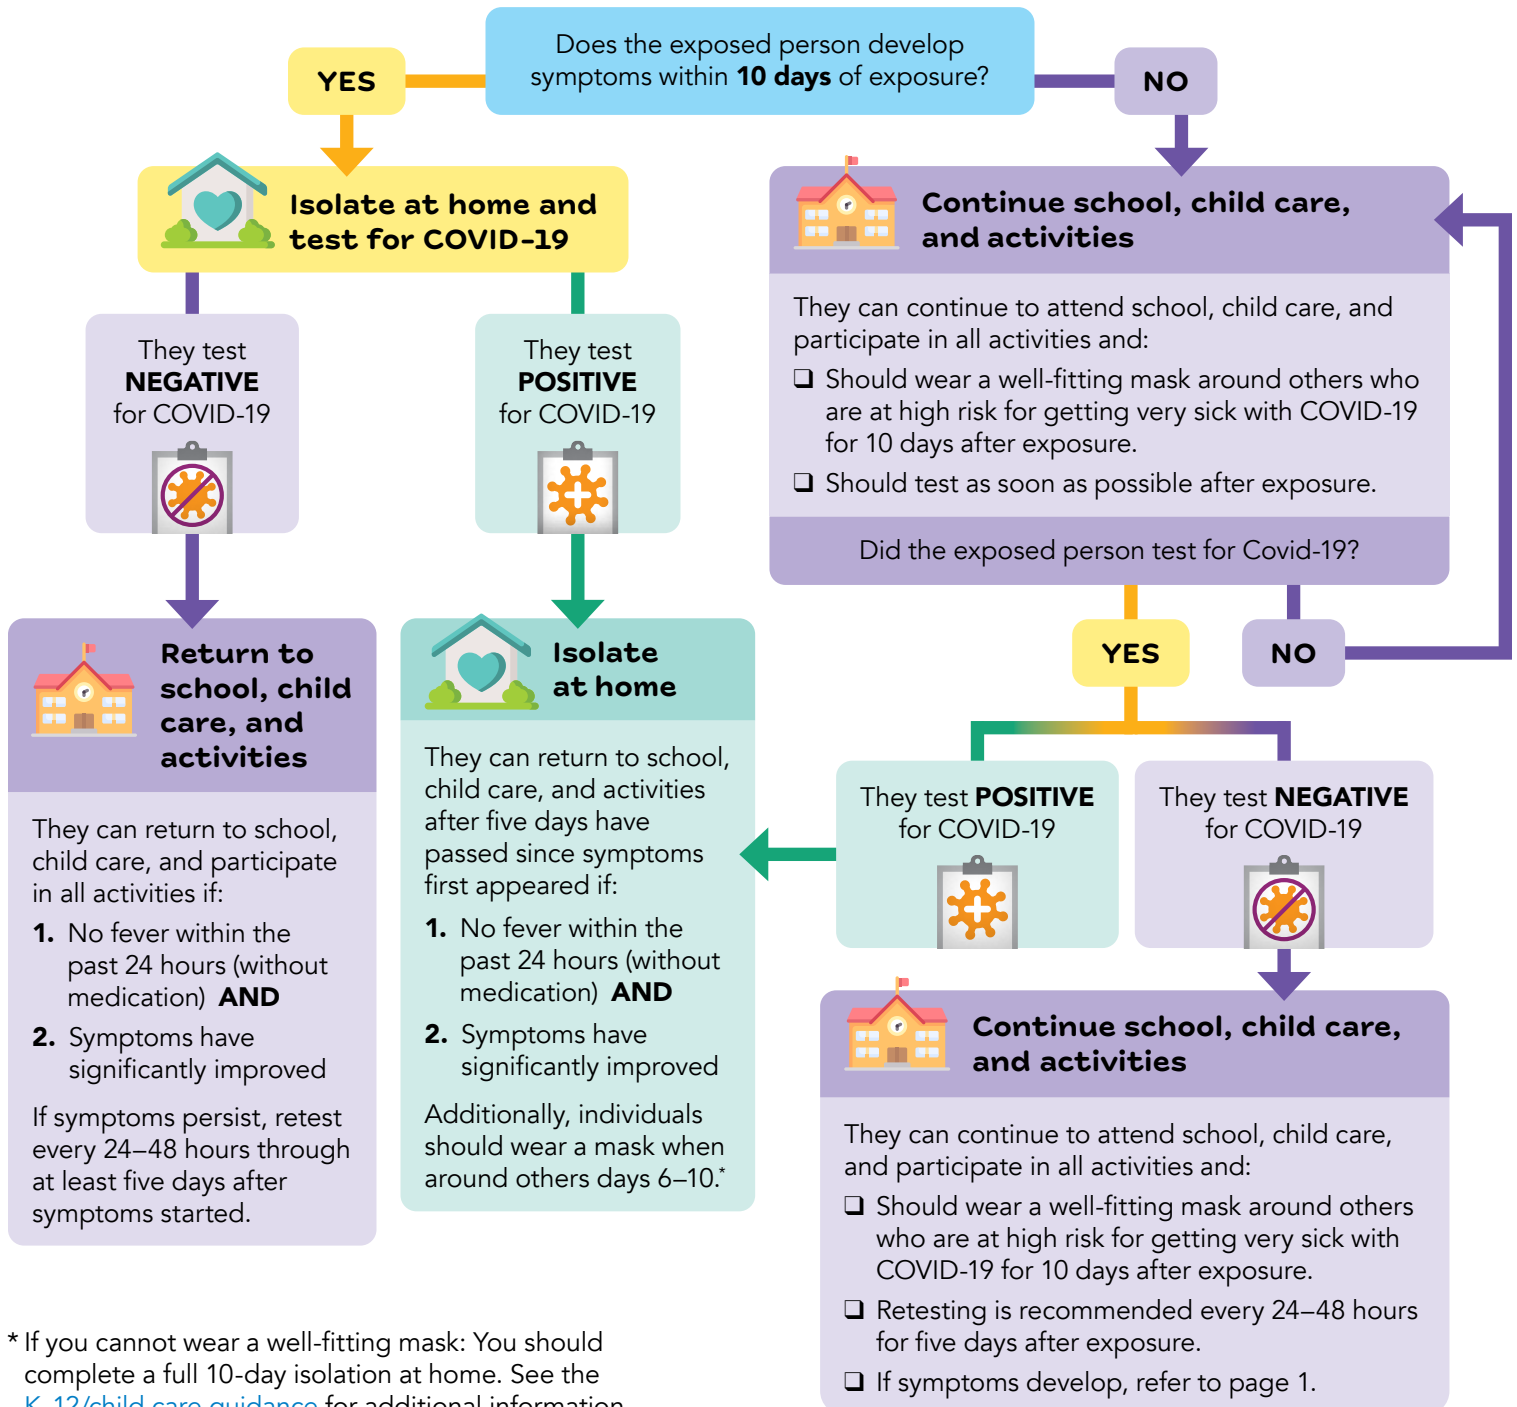 Does the exposed person develop
symptoms within 10 days of exposure?
YES
NO
Isolate at home and
test for COVID-19
They test
NEGATIVE
for COVID-19
They test
POSITIVE
for COVID-19
Return to
school, child
care, and
activities
They can return to school,
child care, and participate
in all activities if:
1. No fever within the
past 24 hours (without
medication) AND
2. Symptoms have
significantly improved
If symptoms persist, retest
every 24–48 hours through
at least five days after
symptoms started.
Isolate
at home
They can return to school,
child care, and activities
after five days have
passed since symptoms
first appeared if:
1. No fever within the
past 24 hours (without
medication) AND
2. Symptoms have
significantly improved
Additionally, individuals
should wear a mask when
around others days 6–10.*
Continue school, child care,
and activities
They can continue to attend school, child care, and
participate in all activities and:
❑ Should wear a well-fitting mask around others who
are at high risk for getting very sick with COVID-19
for 10 days after exposure.
❑ Should test as soon as possible after exposure.
Did the exposed person test for Covid-19?
YES
NO
They test POSITIVE
for COVID-19
They test NEGATIVE
for COVID-19
Continue school, child care,
and activities
They can continue to attend school, child care,
and participate in all activities and:
❑ Should wear a well-fitting mask around others
who are at high risk for getting very sick with
COVID-19 for 10 days after exposure.
❑ Retesting is recommended every 24–48 hours
for five days after exposure.
❑ If symptoms develop, refer to page 1.
* If you cannot wear a well-fitting mask: You should
complete a full 10-day isolation at home. See the
K-12/child care guidance for additional information